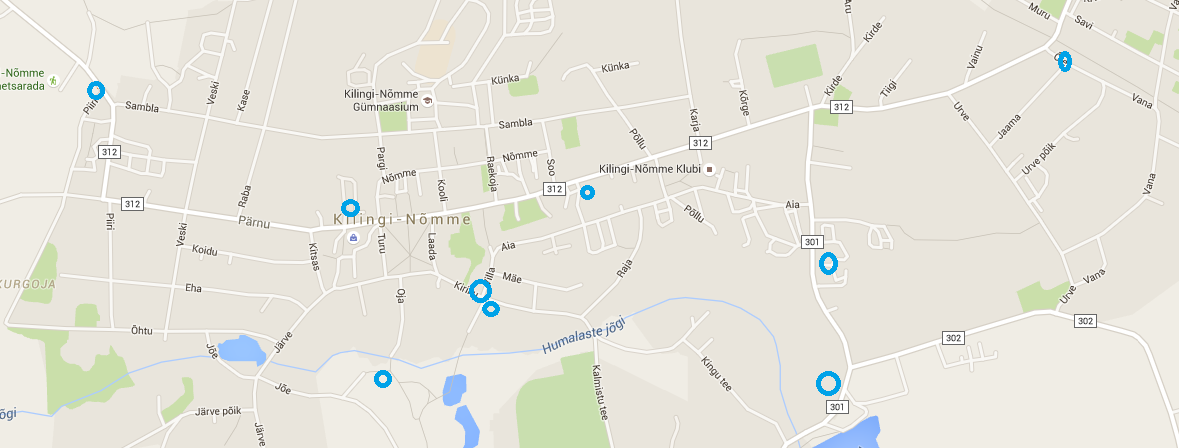 Muru
Savi
Aru
Kirde
Vainu
-Nõmme
etsarada
Piiri
Sambla
Veski
Kase
Künka
Künka
Kilingi-Nõmme
Gümnaasium
Kirde
Tiigi
Kõrge
312
Vana
Sambla
Põllu
Karja
312
Urve
Jaama
Urve põik
312
Pargi
Nõmme
Nõmme
Raekoja
Soo
Kilingi-Nõmme Klubi
Kooli
312
Vana
Raba
312
Piiri
Pärnu
Kilingi-Nõmme
Põllu
Aia
Veski
Koidu
Kitsas
Turu
Laada
Aia
301
KURGOJA
Eha
Oja
Mäe
Raja
Urve
Vana
Õhtu
Järve
Jõe
Humalaste jõgi
302
302
Kingu tee
Jõe
Kalmistu tee
301
Järve põik
Järve
jõgi